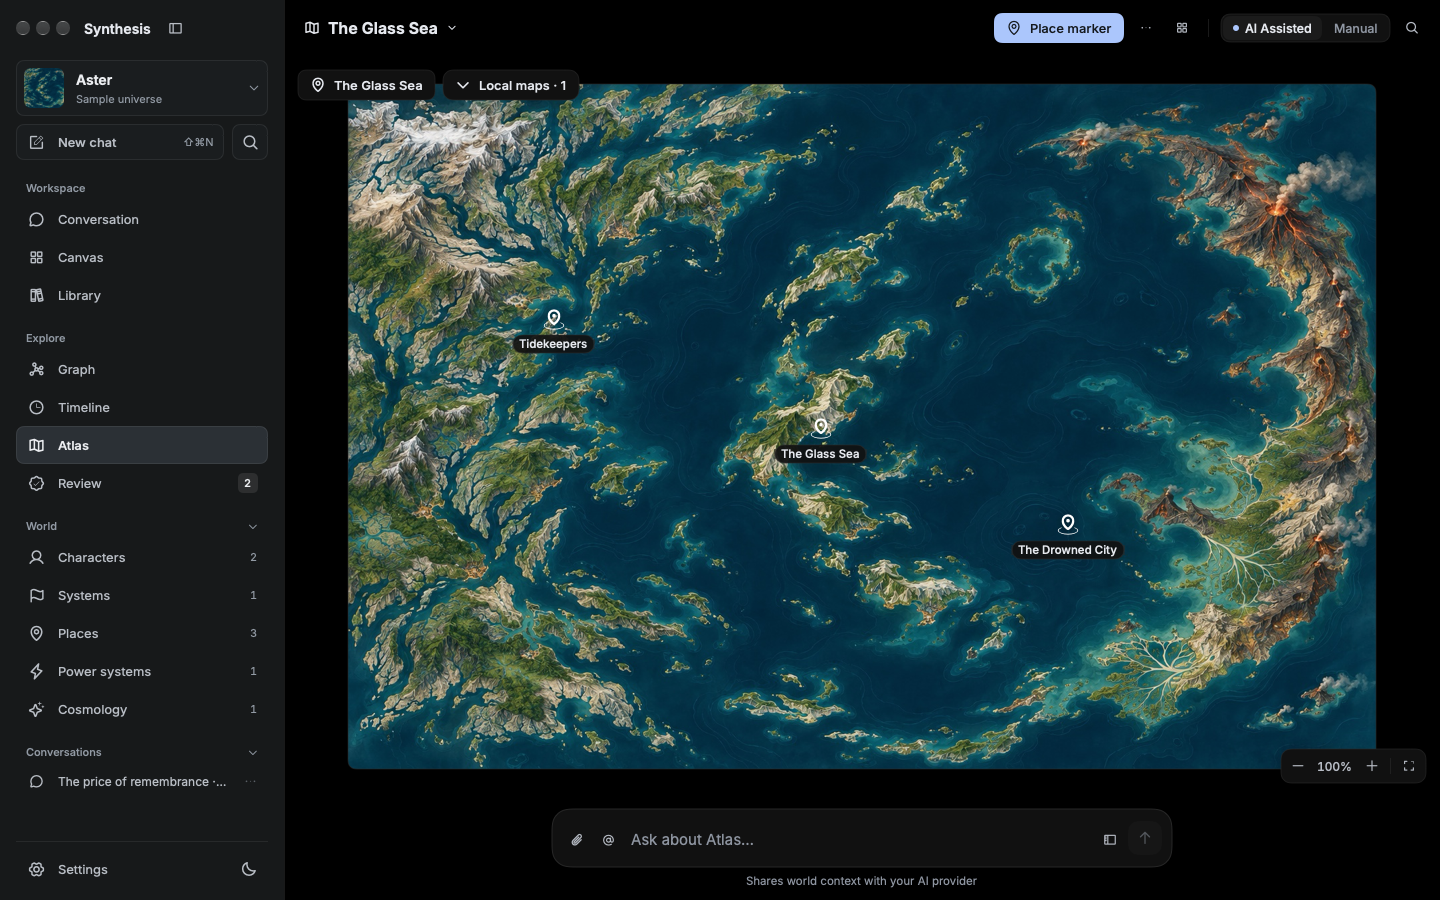 Synthesis
Aster
Sample universe
New chat ⇧⌘N
Workspace
Conversation
Canvas
Library
Explore
Graph
Timeline
Atlas
Review 2
World
Characters 2
Systems 1
Places 3
Power systems 1
Cosmology 1
Conversations
The price of remembrance ·...
Settings
The Glass Sea
Place marker
AI Assisted
Manual
The Glass Sea
Local maps · 1
Tidekeepers
The Glass Sea
The Drowned City
100%
@ Ask about Atlas...
Shares world context with your AI provider